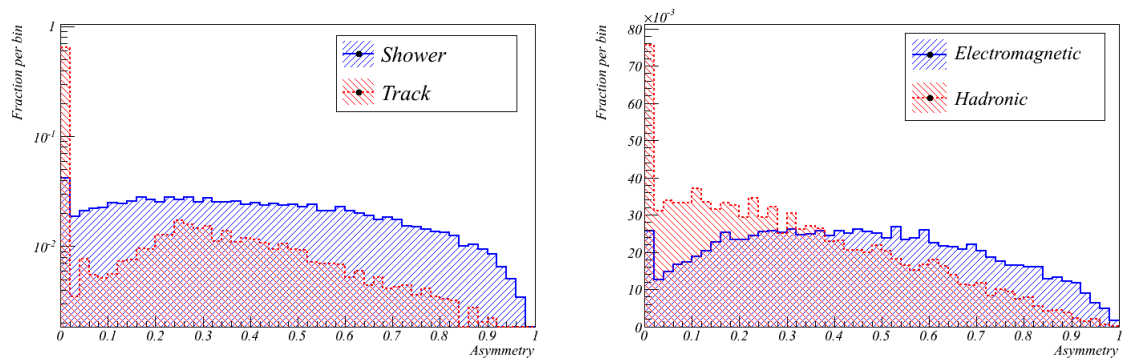 Fraction per bin
1
10^-1
10^-2
Shower
Track
0 0.1 0.2 0.3 0.4 0.5 0.6 0.7 0.8 0.9 1
Asymmetry
×10^-3
Fraction per bin
80
70
60
50
40
30
20
10
0
Electromagnetic
Hadronic
0 0.1 0.2 0.3 0.4 0.5 0.6 0.7 0.8 0.9 1
Asymmetry